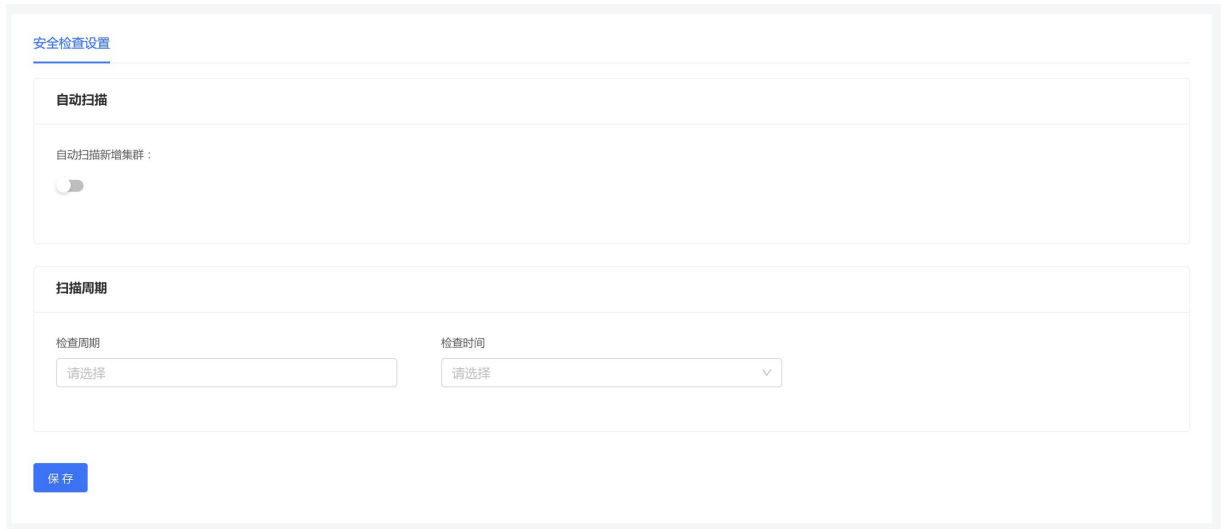 安全检查设置
自动扫描
自动扫描新增集群：
扫描周期
检查周期
检查时间
请选择
请选择
保存